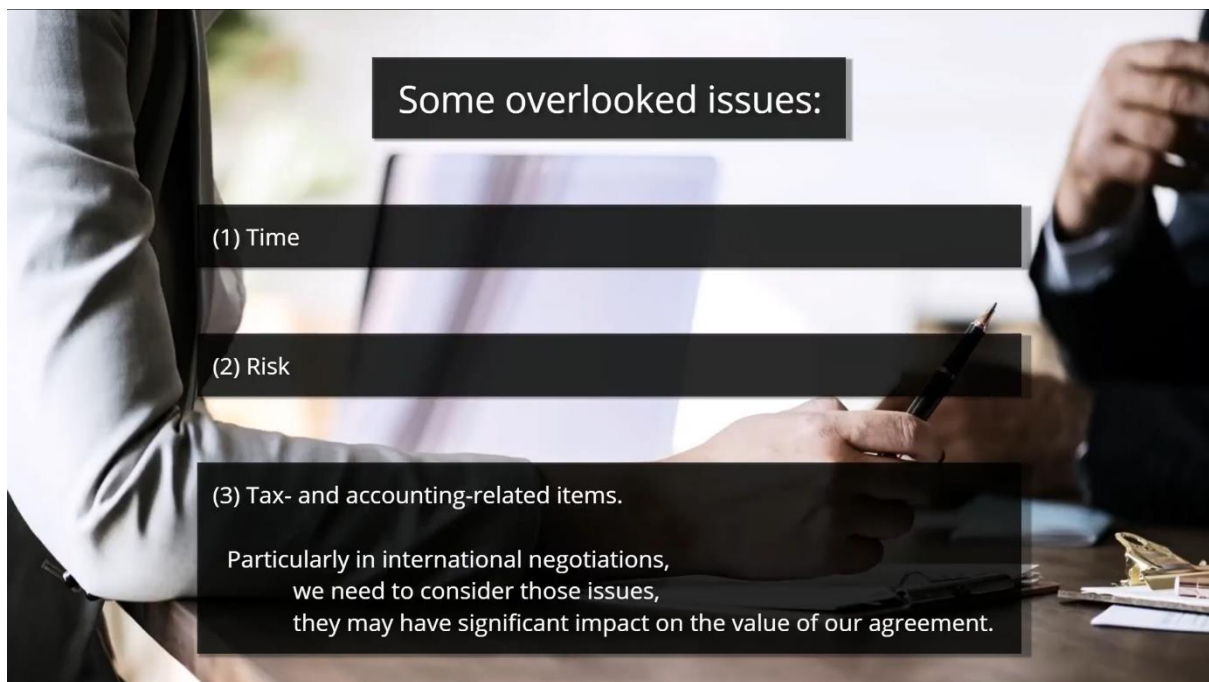 Some overlooked issues:
(1) Time
(2) Risk
(3) Tax- and accounting-related items.
Particularly in international negotiations,
we need to consider those issues,
they may have significant impact on the value of our agreement.